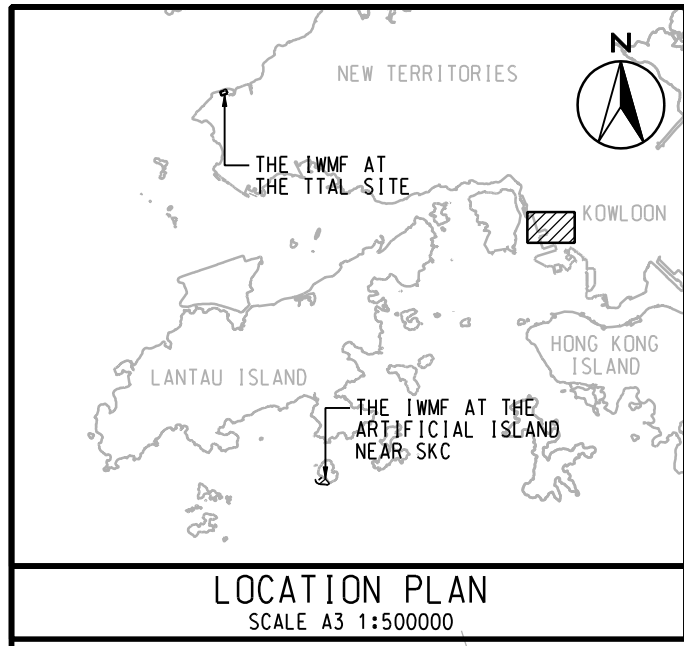 N
NEW TERRITORIES
THE IWMF AT
THE TTAL SITE
KOWLOON
HONG KONG
ISLAND
LANTAU ISLAND
THE IWMF AT THE
ARTIFICIAL ISLAND
NEAR SKC
LOCATION PLAN
SCALE A3 1:500000